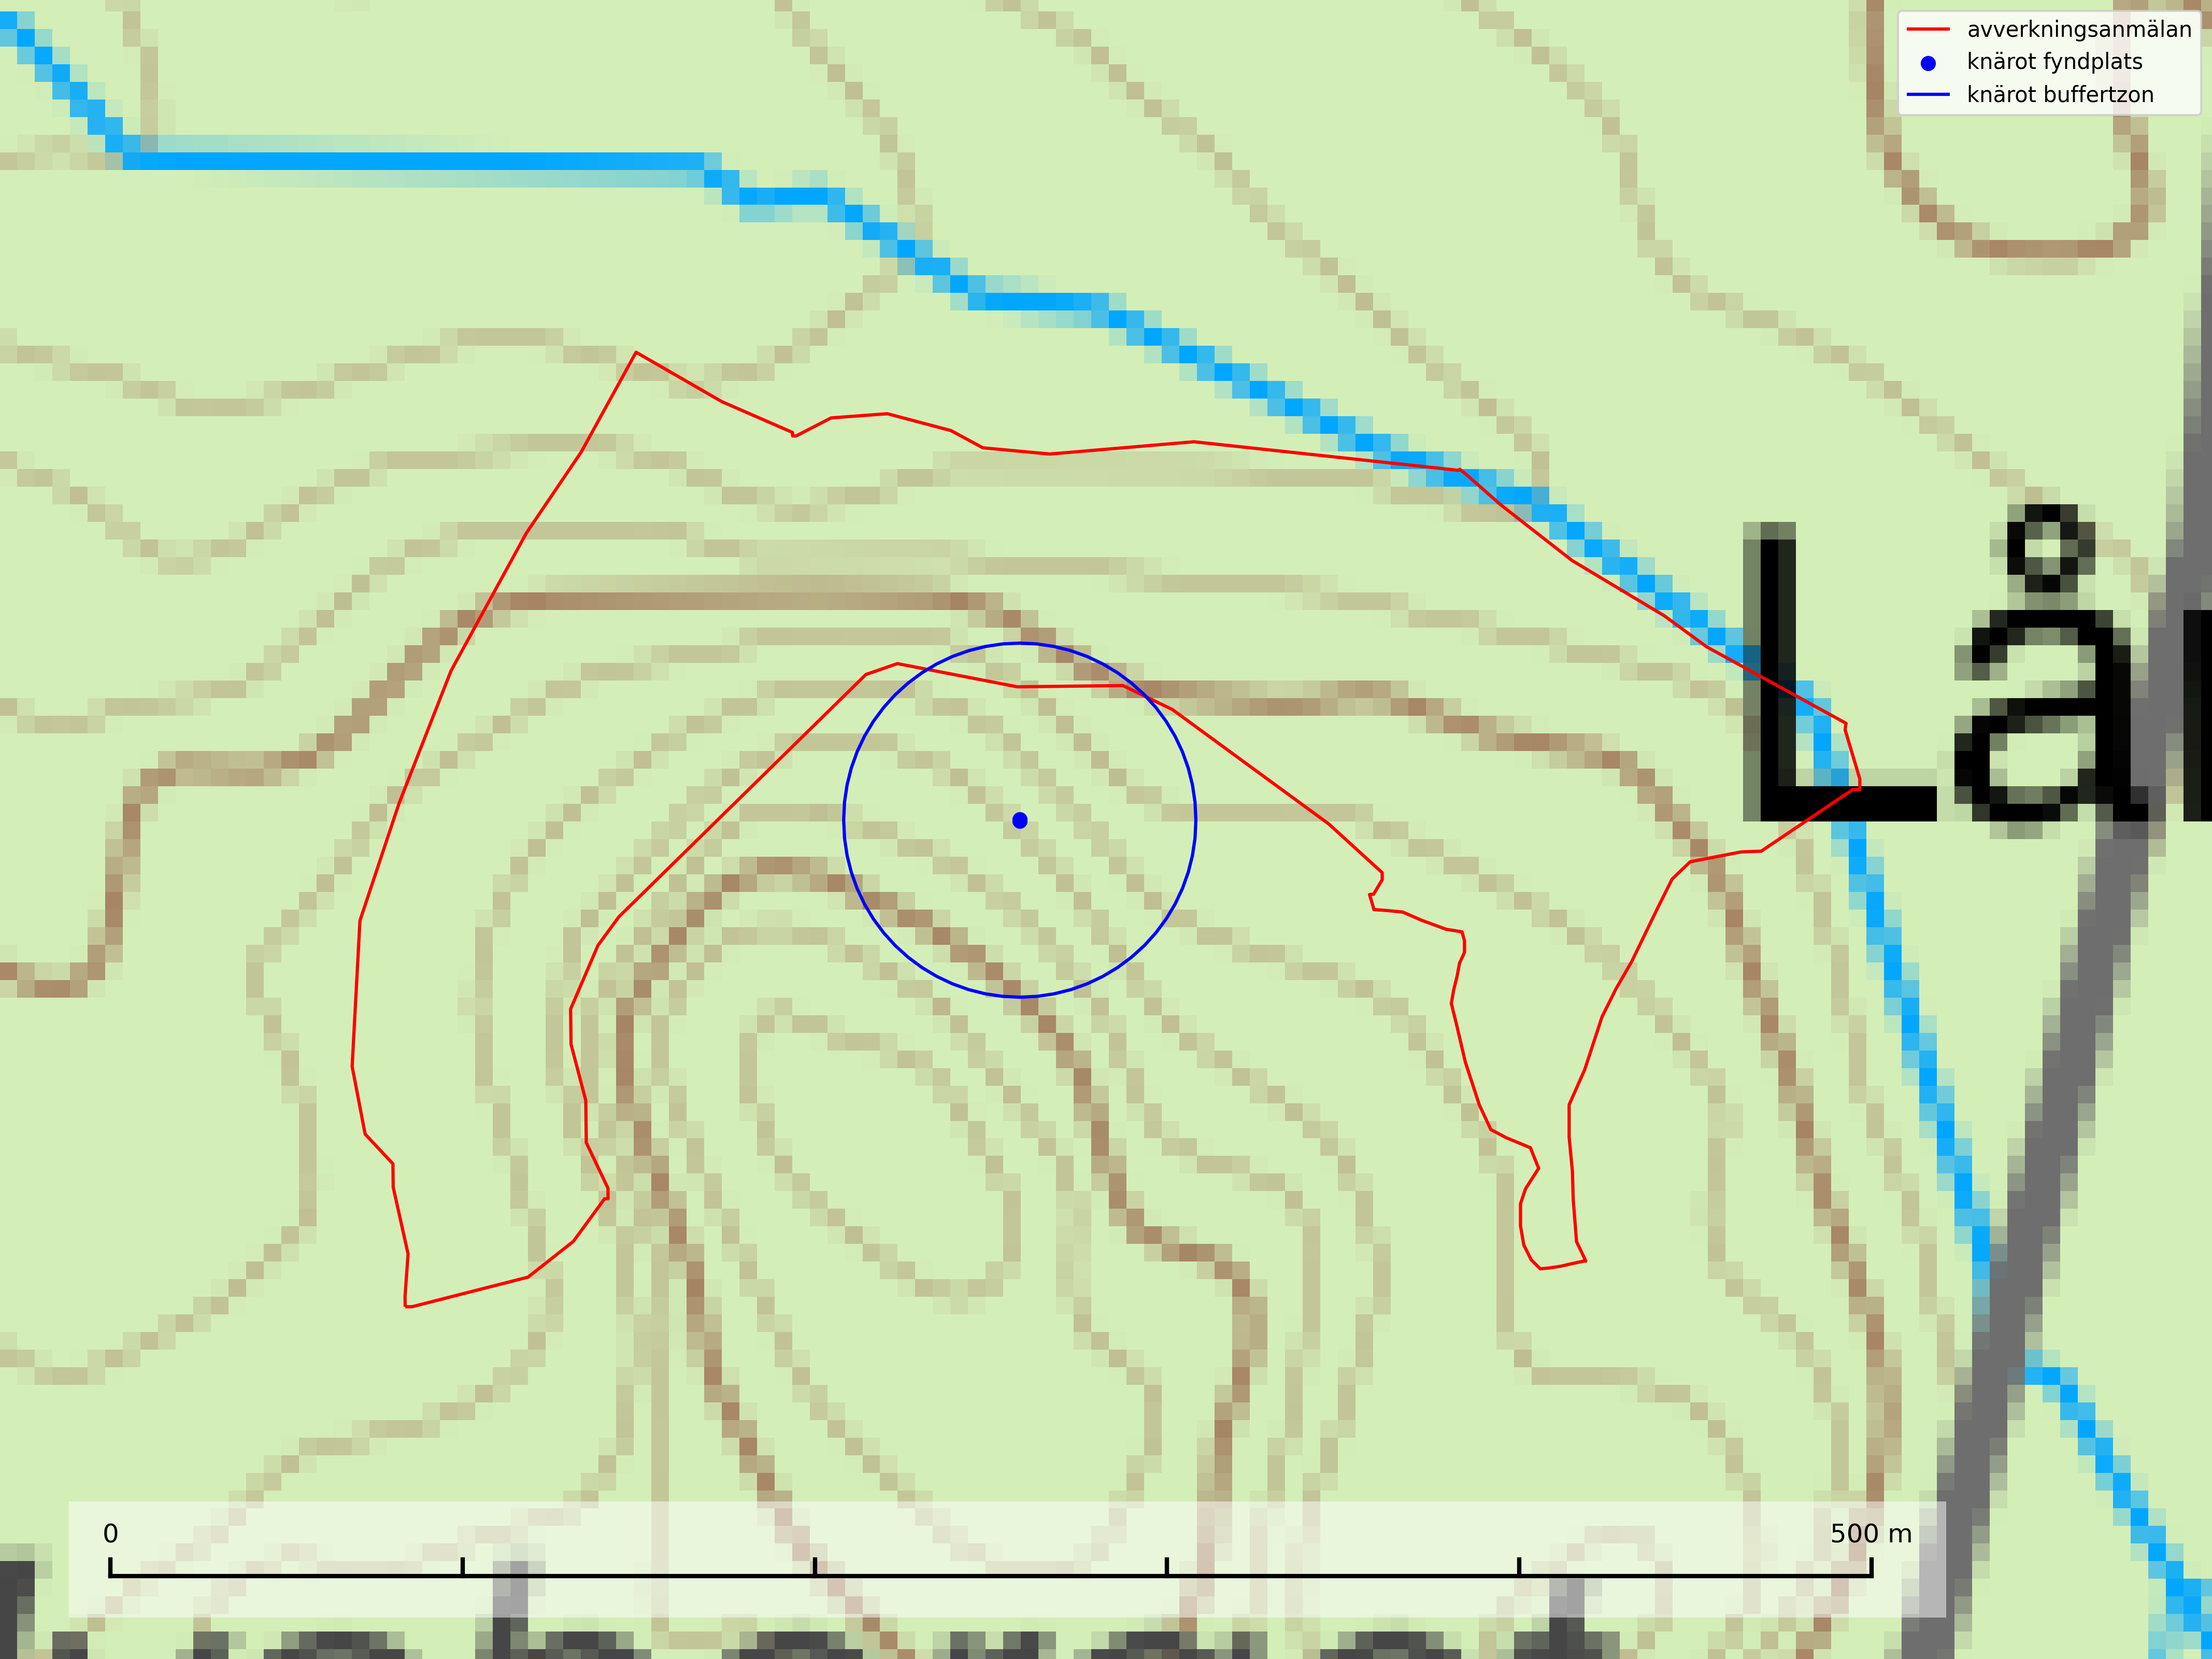 avverkningsanmälan
knärot fyndplats
knärot buffertzon
Lå
0
500 m